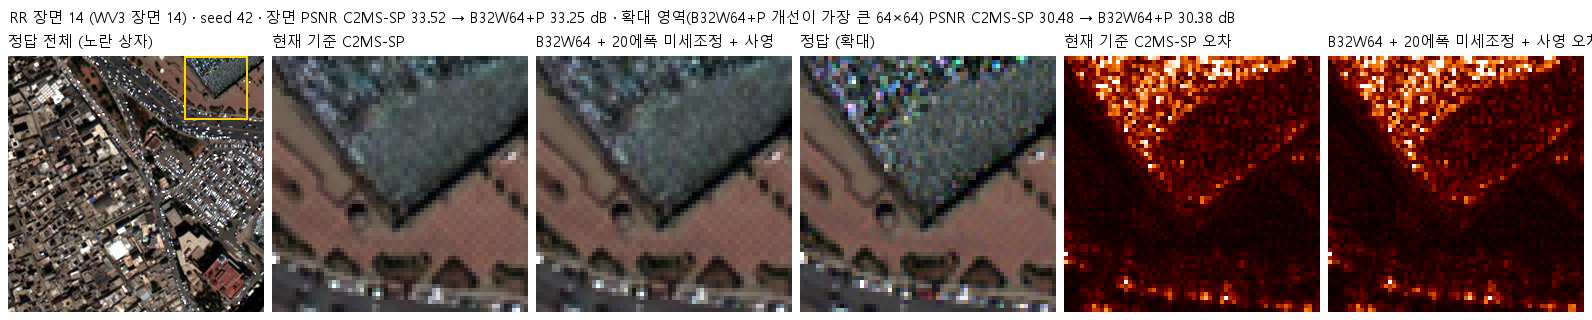 RR 장면 14 (WV3 장면 14) · seed 42 · 장면 PSNR C2MS-SP 33.52 → B32W64+P 33.25 dB · 확대 영역(B32W64+P 개선이 가장 큰 64×64) PSNR C2MS-SP 30.48 → B32W64+P 30.38 dB
정답 전체 (노란 상자)
현재 기준 C2MS-SP
B32W64 + 20에폭 미세조정 + 사영
정답 (확대)
현재 기준 C2MS-SP 오차
B32W64 + 20에폭 미세조정 + 사영 오차